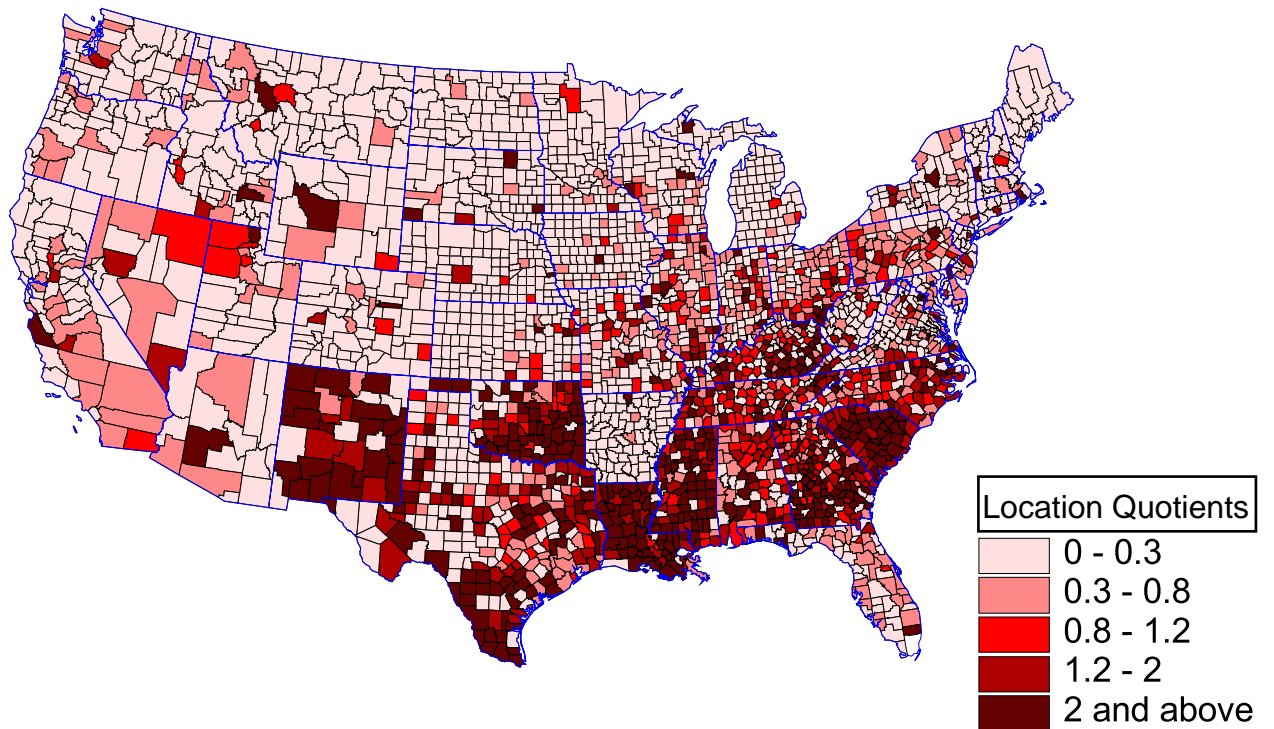 Location Quotients
0 - 0.3
0.3 - 0.8
0.8 - 1.2
1.2 - 2
2 and above